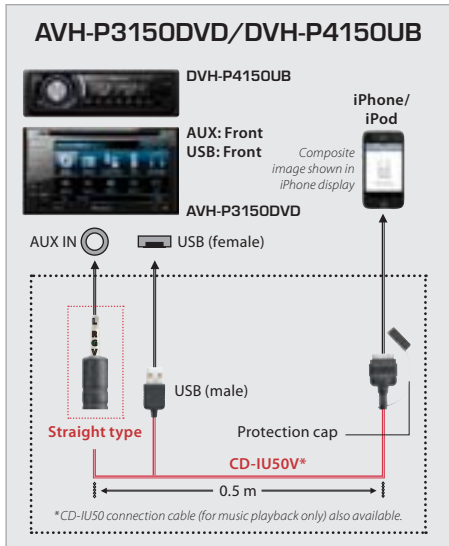 AVH-P3150DVD/DVH-P4150UB
DVH-P4150UB
iPhone/
iPod
AUX: Front
USB: Front
Composite
image shown in
iPhone display
AVH-P3150DVD
AUX IN
USB (female)
L R G V
USB (male)
Straight type
Protection cap
CD-IU50V*
0.5 m
*CD-IU50 connection cable (for music playback only) also available.